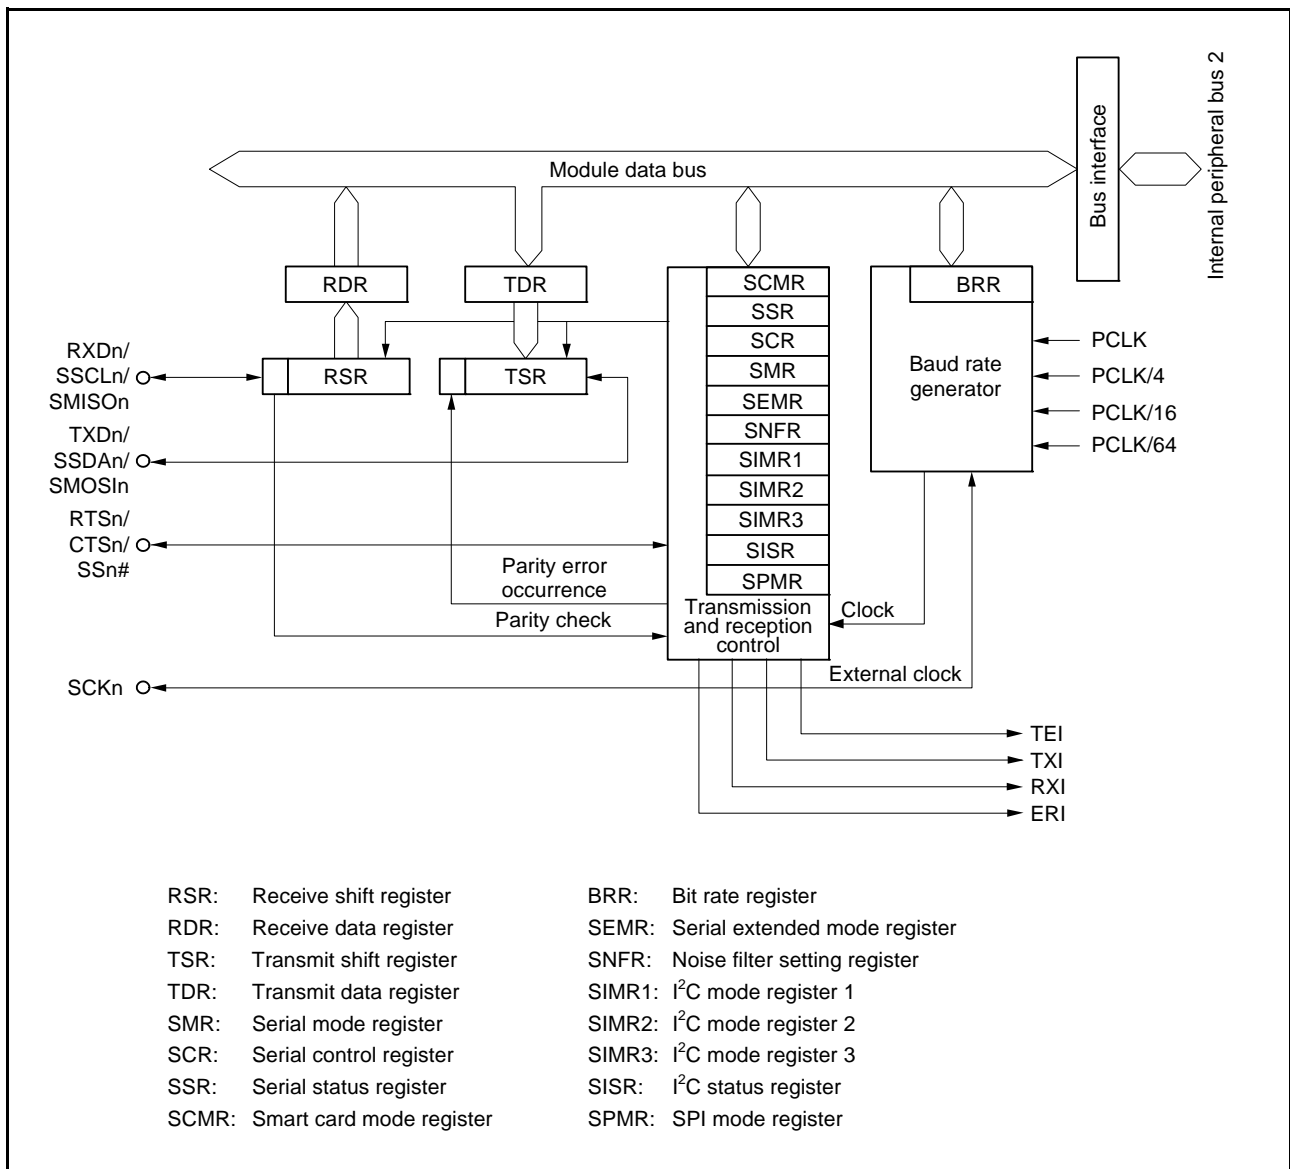 Internal peripheral bus 2
Bus interface
Module data bus
RDR
TDR
SCMR
BRR
SSR
SCR
RXDn/
SSCLn/
SMISOn
RSR
TSR
SMR
Baud rate
generator
PCLK
PCLK/4
PCLK/16
PCLK/64
SEMR
SNFR
TXDn/
SSDAn/
SMOSIn
SIMR1
SIMR2
SIMR3
RTSn/
CTSn/
SSn#
SISR
SPMR
Parity error
occurrence
Parity check
Transmission
and reception
control
Clock
External clock
SCKn
TEI
TXI
RXI
ERI
RSR: Receive shift register
RDR: Receive data register
TSR: Transmit shift register
TDR: Transmit data register
SMR: Serial mode register
SCR: Serial control register
SSR: Serial status register
SCMR: Smart card mode register
BRR: Bit rate register
SEMR: Serial extended mode register
SNFR: Noise filter setting register
SIMR1: I²C mode register 1
SIMR2: I²C mode register 2
SIMR3: I²C mode register 3
SISR: I²C status register
SPMR: SPI mode register